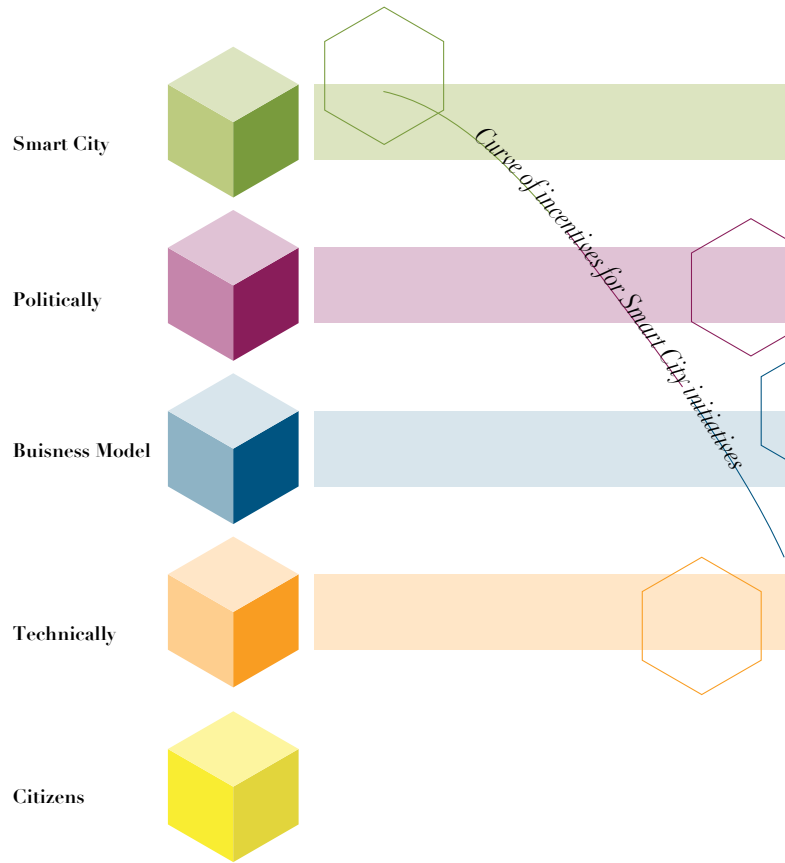 Smart City
Curve of incentives for Smart City initiatives
Politically
Buisness Model
Technically
Citizens